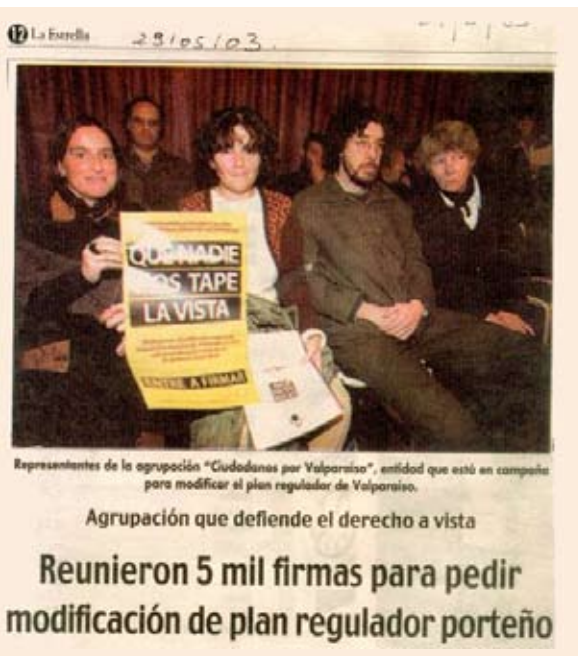 12 La Estrella
29/05/03.
QUE NADIE
NOS TAPE
LA VISTA
ENTRE A FIRMAR
Representantes de la agrupación "Ciudadanos por Valparaíso", entidad que está en campaña
para modificar el plan regulador de Valparaíso.
Agrupación que defiende el derecho a vista
Reunieron 5 mil firmas para pedir
modificación de plan regulador porteño